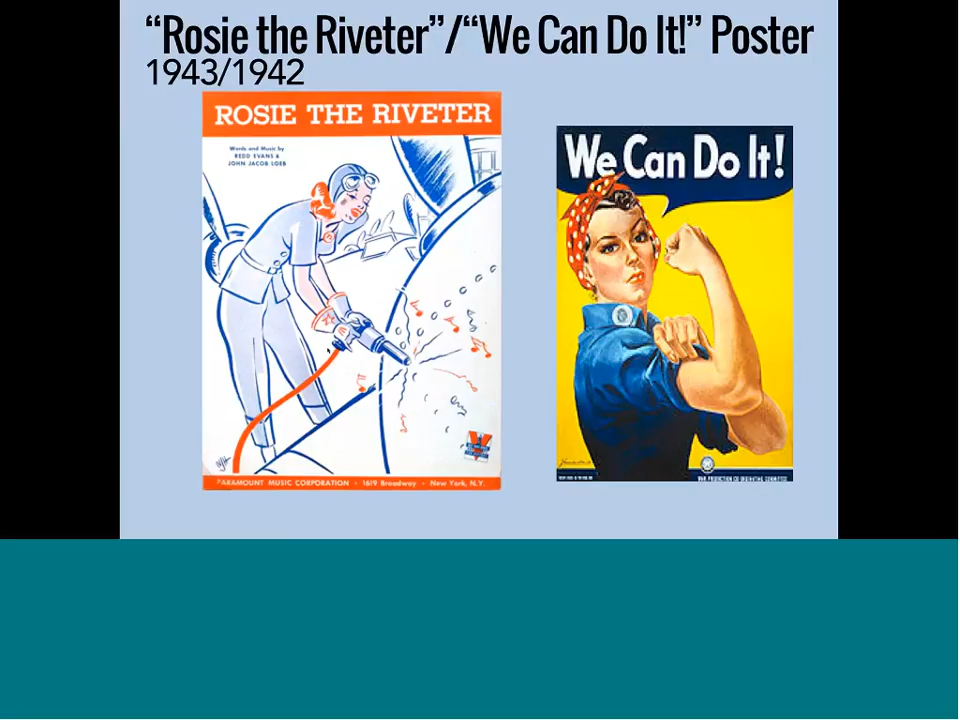 “Rosie the Riveter”/“We Can Do It!” Poster
1943/1942
ROSIE THE RIVETER
Words and Music by
REDD EVANS &
JOHN JACOB LOEB
PARAMOUNT MUSIC CORPORATION • 1619 Broadway • New York, N.Y.
We Can Do It!
WAR PRODUCTION CO-ORDINATING COMMITTEE